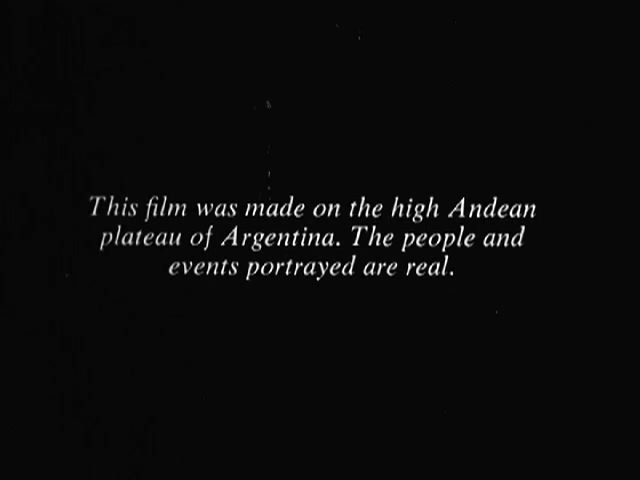 This film was made on the high Andean
plateau of Argentina. The people and
events portrayed are real.